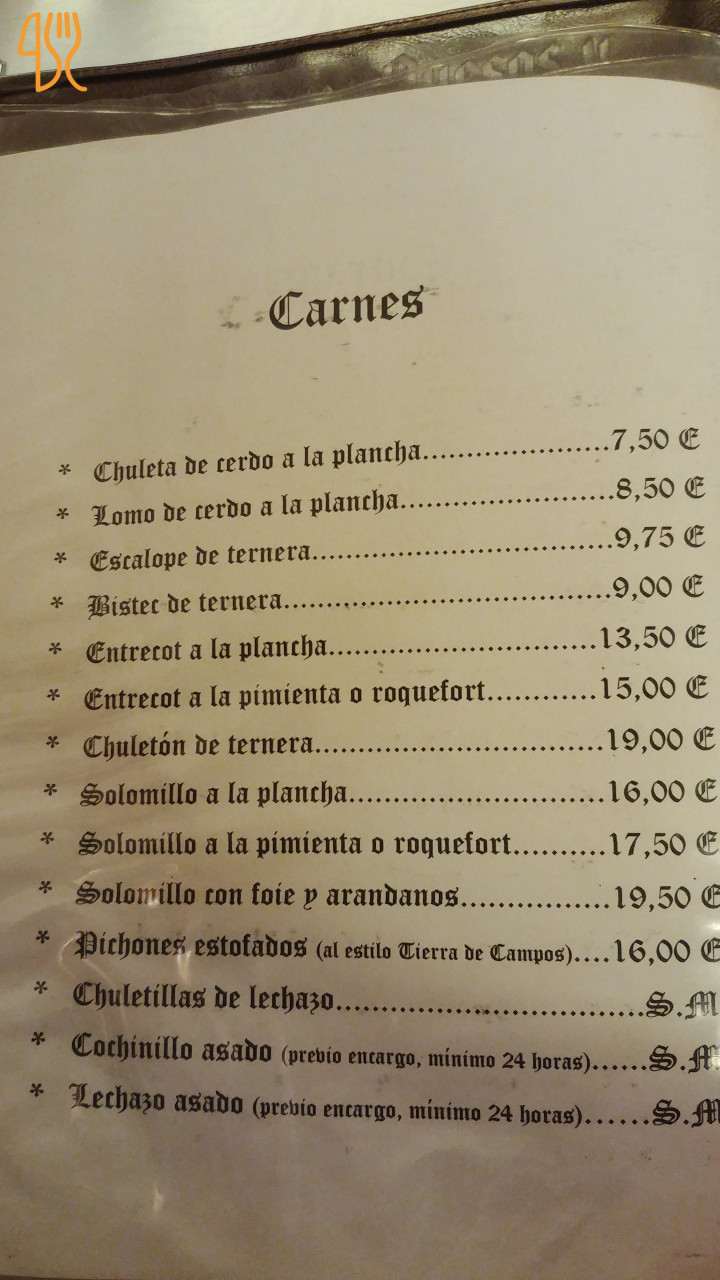 Carnes
* Chuleta de cerdo a la plancha.....................7,50 E
* Lomo de cerdo a la plancha........................8,50 E
* Escalope de ternera.................................9,75 E
* Bistec de ternera....................................9,00 E
* Entrecot a la plancha..............................13,50 E
* Entrecot a la pimienta o roquefort............15,00 E
* Chuletón de ternera................................19,00 E
* Solomillo a la plancha............................16,00 E
* Solomillo a la pimienta o roquefort..........17,50 E
* Solomillo con foie y arandanos.................19,50 E
* Pichones estofados (al estilo Tierra de Campos)....16,00 E
* Chuletillas de lechazo..................................S.M
* Cochinillo asado (previo encargo, mínimo 24 horas)......S.M
* Lechazo asado (previo encargo, mínimo 24 horas).......S.M